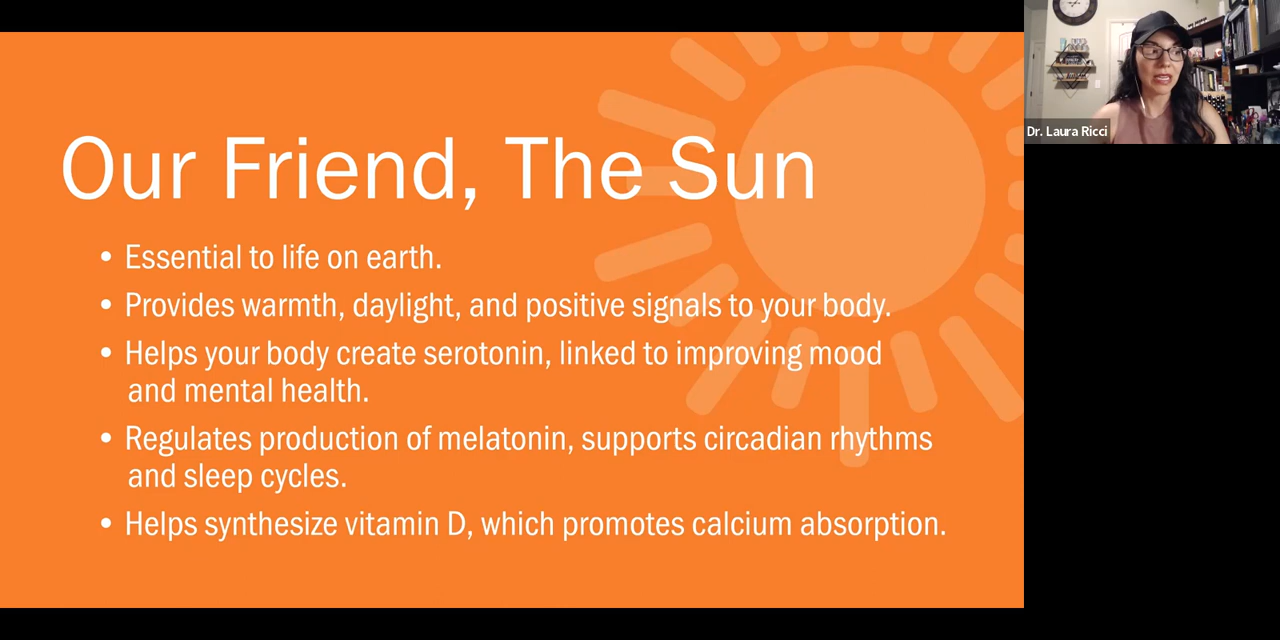 Our Friend, The Sun
• Essential to life on earth.
• Provides warmth, daylight, and positive signals to your body.
• Helps your body create serotonin, linked to improving mood
and mental health.
• Regulates production of melatonin, supports circadian rhythms
and sleep cycles.
• Helps synthesize vitamin D, which promotes calcium absorption.
Dr. Laura Ricci